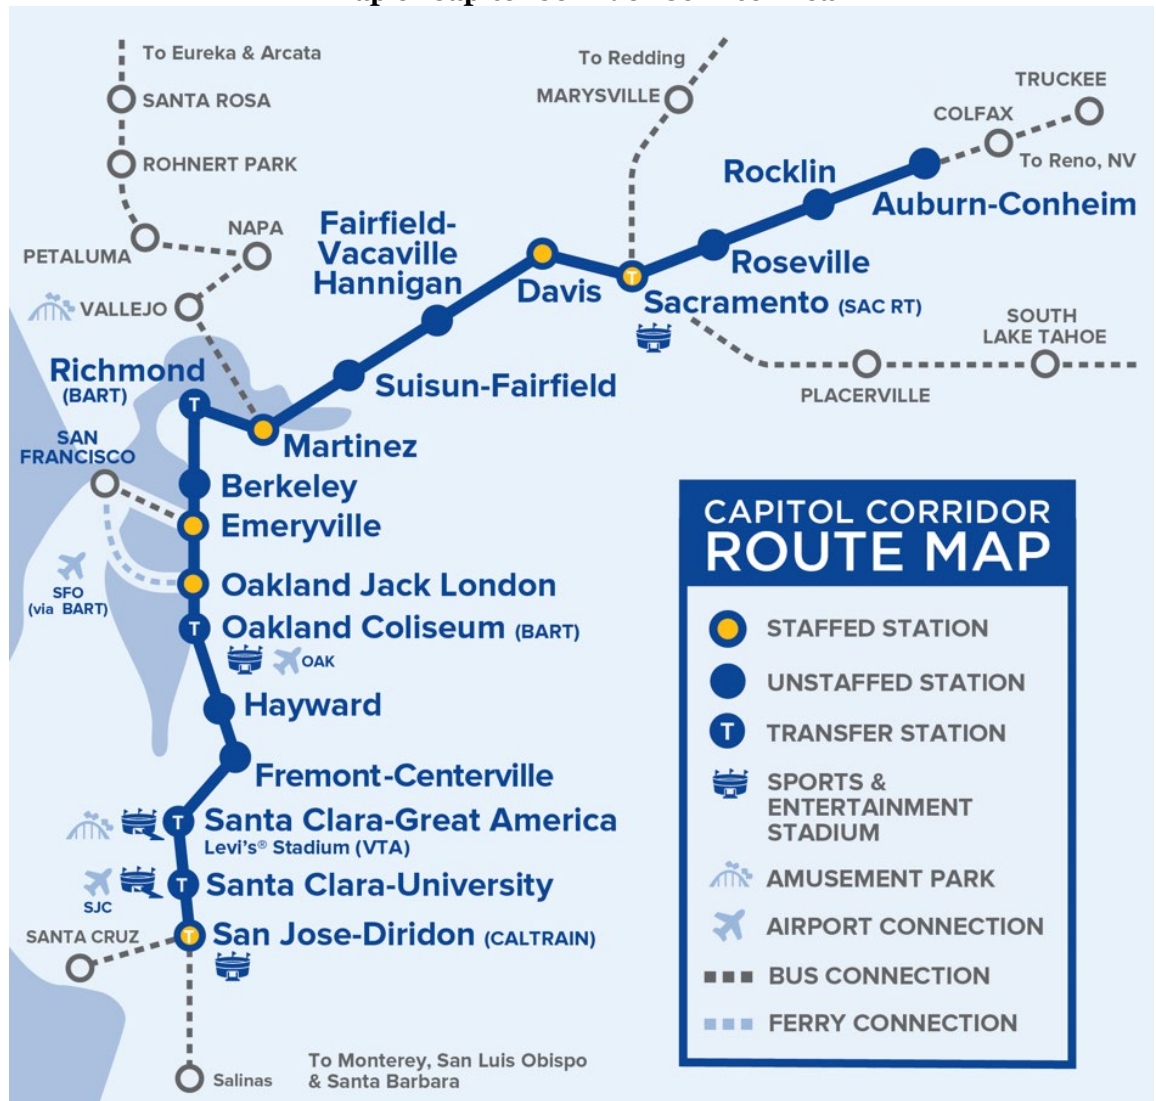 To Eureka & Arcata
SANTA ROSA
ROHNERT PARK
PETALUMA
NAPA
VALLEJO
To Redding
MARYSVILLE
TRUCKEE
COLFAX
To Reno, NV
Rocklin
Auburn-Conheim
Roseville
Fairfield-
Vacaville
Hannigan
Davis
T
Sacramento (SAC RT)
SOUTH
LAKE TAHOE
PLACERVILLE
Richmond
(BART)
T
Suisun-Fairfield
Martinez
SAN
FRANCISCO
Berkeley
Emeryville
SFO
(via BART)
Oakland Jack London
T
Oakland Coliseum (BART)
OAK
Hayward
Fremont-Centerville
T
Santa Clara-Great America
Levi's® Stadium (VTA)
SJC
T
Santa Clara-University
SANTA CRUZ
T
San Jose-Diridon (CALTRAIN)
Salinas
To Monterey, San Luis Obispo
& Santa Barbara
CAPITOL CORRIDOR
ROUTE MAP
STAFFED STATION
UNSTAFFED STATION
T
TRANSFER STATION
SPORTS &
ENTERTAINMENT
STADIUM
AMUSEMENT PARK
AIRPORT CONNECTION
BUS CONNECTION
FERRY CONNECTION